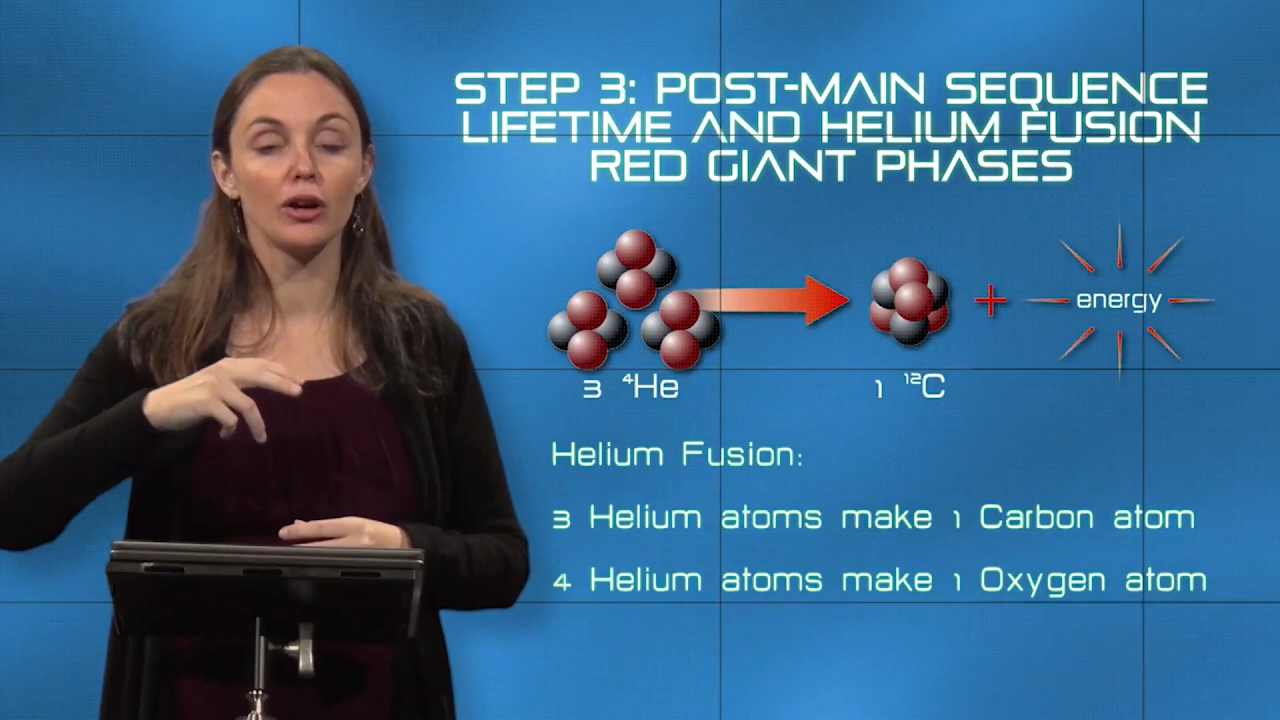 STEP 3: POST-MAIN SEQUENCE
LIFETIME AND HELIUM FUSION
RED GIANT PHASES
+ energy
3 ⁴He 1 ¹²C
Helium Fusion:
3 Helium atoms make 1 Carbon atom
4 Helium atoms make 1 Oxygen atom